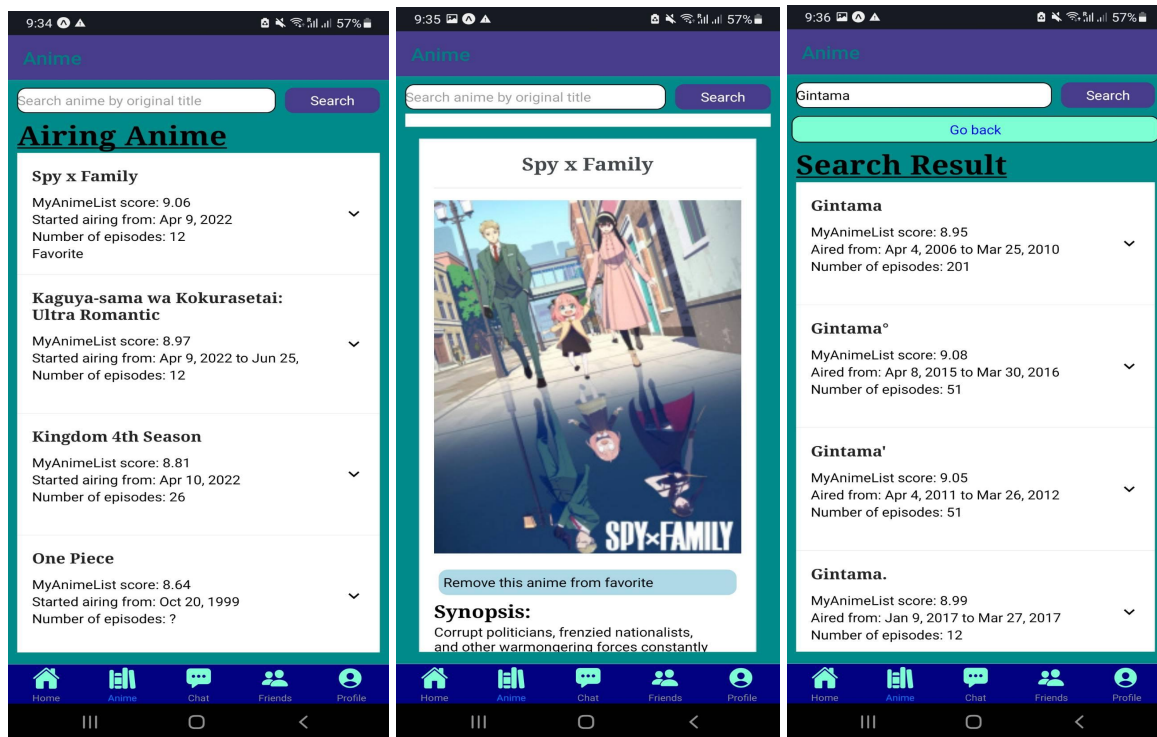 9:34
57%
Anime
Search anime by original title
Search
Airing Anime
Spy x Family
MyAnimeList score: 9.06
Started airing from: Apr 9, 2022
Number of episodes: 12
Favorite
Kaguya-sama wa Kokurasetai:
Ultra Romantic
MyAnimeList score: 8.97
Started airing from: Apr 9, 2022 to Jun 25,
Number of episodes: 12
Kingdom 4th Season
MyAnimeList score: 8.81
Started airing from: Apr 10, 2022
Number of episodes: 26
One Piece
MyAnimeList score: 8.64
Started airing from: Oct 20, 1999
Number of episodes: ?
Home Anime Chat Friends Profile
9:35
57%
Anime
Search anime by original title
Search
Spy x Family
SPY×FAMILY
Remove this anime from favorite
Synopsis:
Corrupt politicians, frenzied nationalists,
and other warmongering forces constantly
Home Anime Chat Friends Profile
9:36
57%
Anime
Gintama
Search
Go back
Search Result
Gintama
MyAnimeList score: 8.95
Aired from: Apr 4, 2006 to Mar 25, 2010
Number of episodes: 201
Gintama°
MyAnimeList score: 9.08
Aired from: Apr 8, 2015 to Mar 30, 2016
Number of episodes: 51
Gintama'
MyAnimeList score: 9.05
Aired from: Apr 4, 2011 to Mar 26, 2012
Number of episodes: 51
Gintama.
MyAnimeList score: 8.99
Aired from: Jan 9, 2017 to Mar 27, 2017
Number of episodes: 12
Home Anime Chat Friends Profile